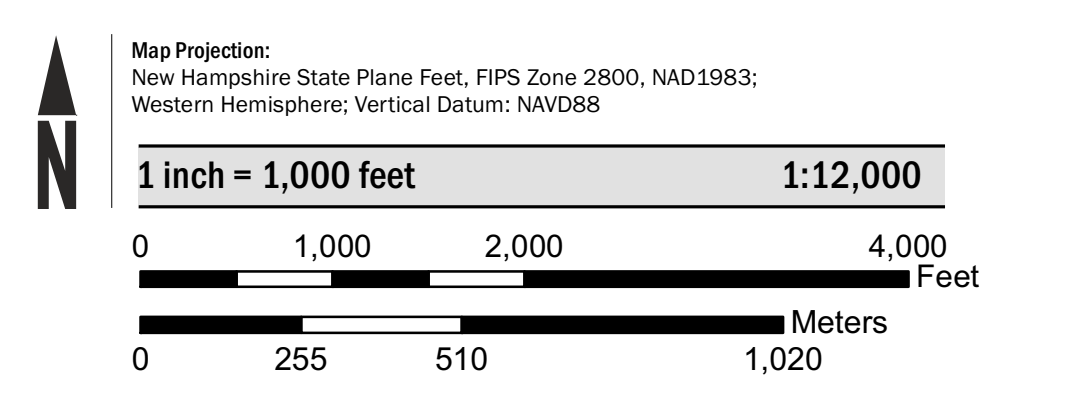 N
Map Projection:
New Hampshire State Plane Feet, FIPS Zone 2800, NAD1983;
Western Hemisphere; Vertical Datum: NAVD88
1 inch = 1,000 feet 1:12,000
0 1,000 2,000 4,000
Feet
Meters
0 255 510 1,020